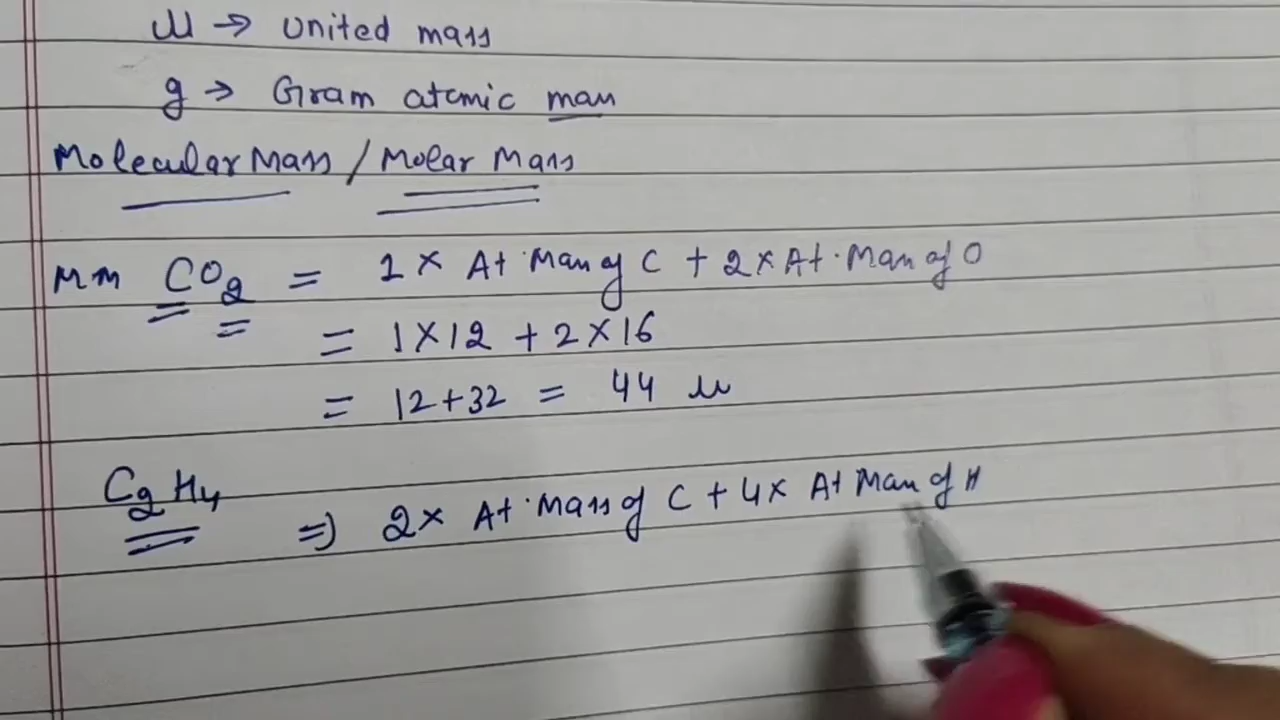 u → United mass
g → Gram atomic mass
Molecular Mass / Molar Mass
MM CO₂ = 1 × At. Mass of C + 2 × At. Mass of O
= 1 × 12 + 2 × 16
= 12 + 32 = 44 u
C₂H₄ ⇒ 2 × At. Mass of C + 4 × At Mass of H